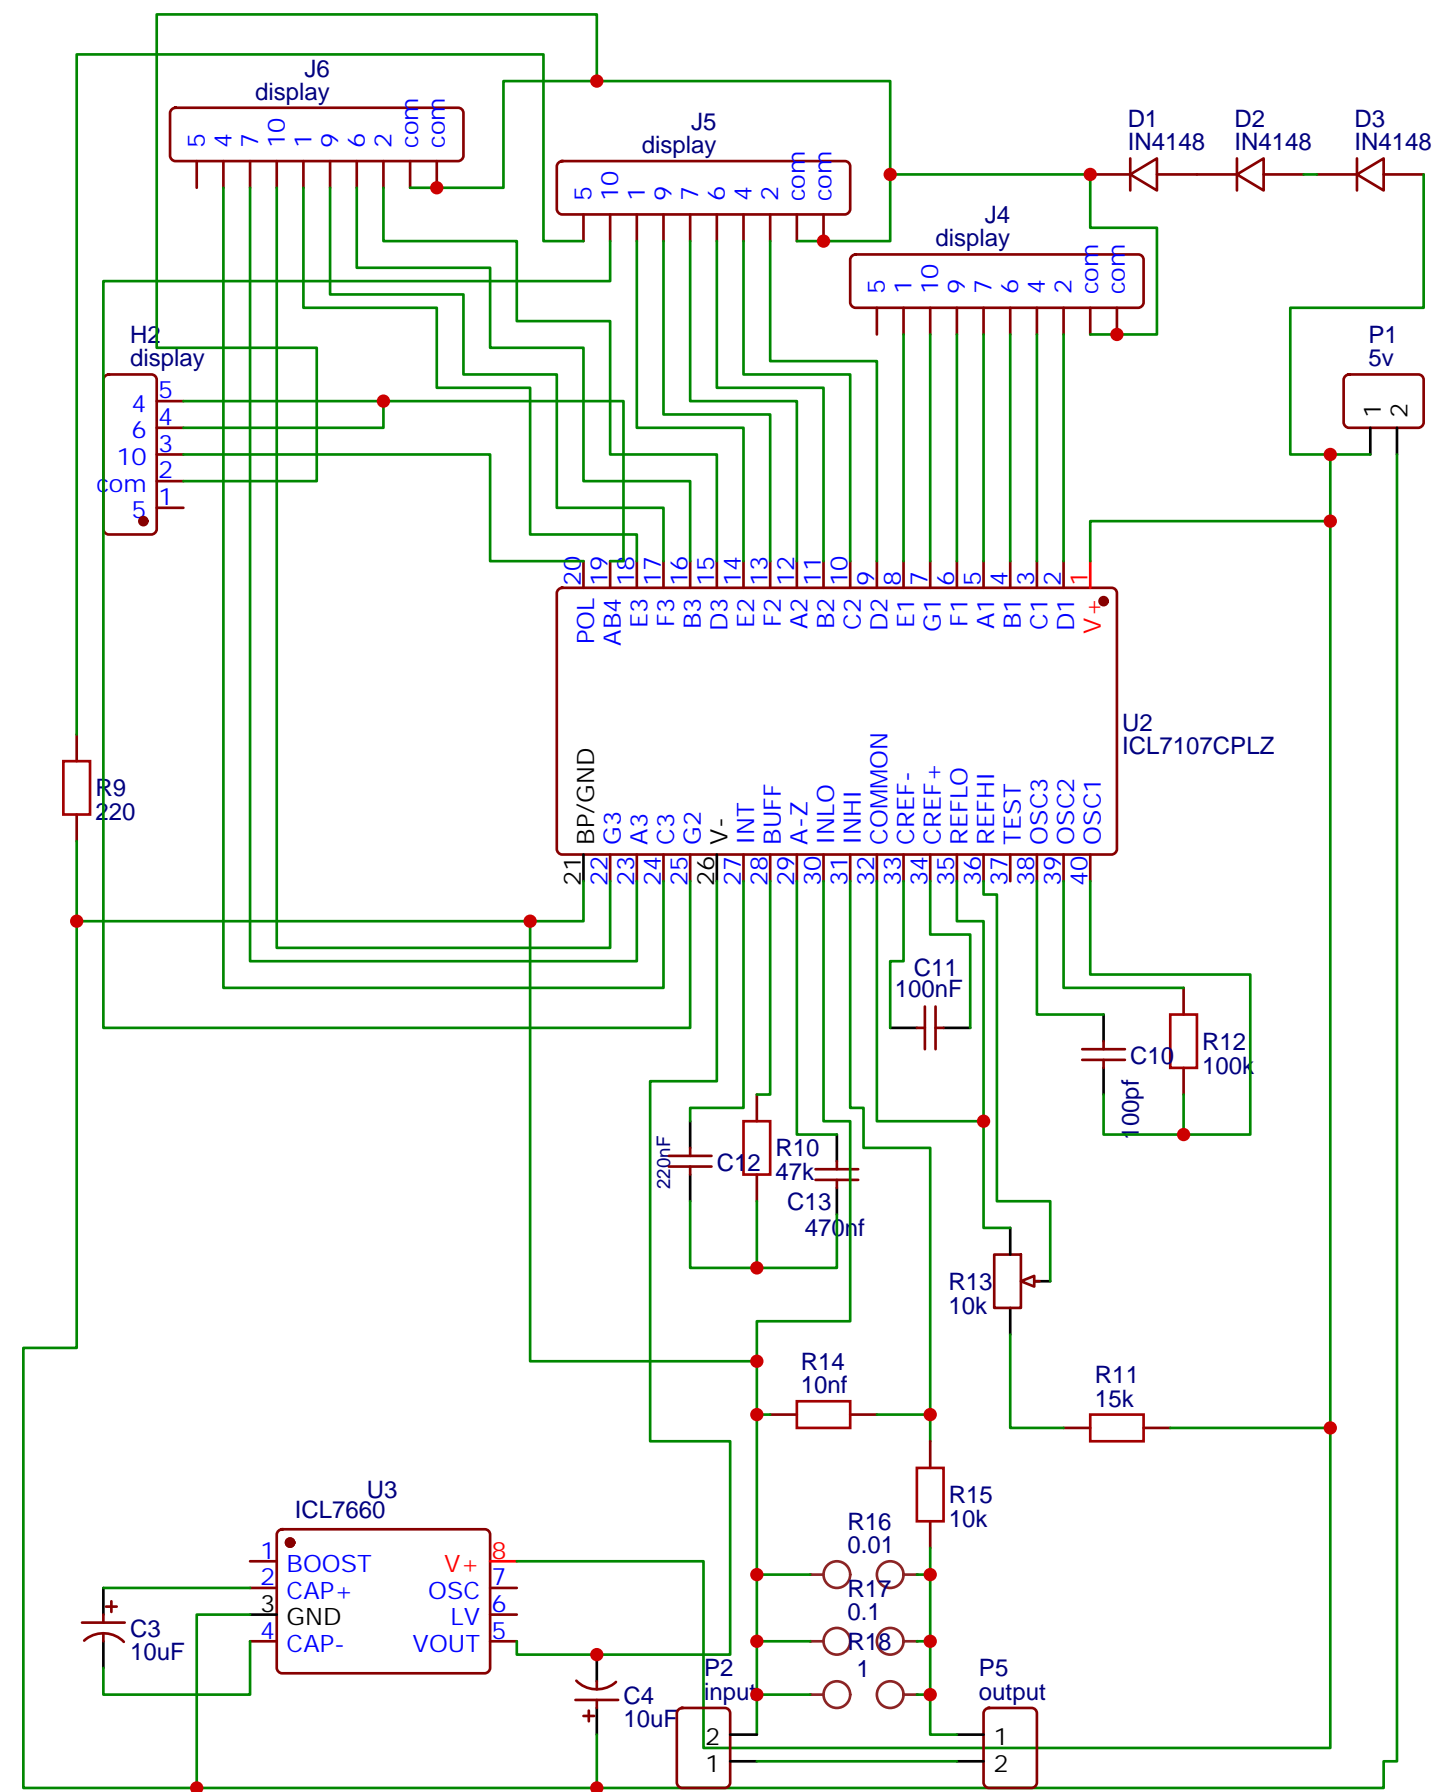 J6
display
5 4 7 10 1 9 6 2 com com
J5
display
5 10 1 9 7 6 4 2 com com
D1
IN4148
D2
IN4148
D3
IN4148
J4
display
5 1 10 9 7 6 4 2 com com
H2
display
4 5
6 4
10 3
com 2
5 1
P1
5v
1 2
20 19 18 17 16 15 14 13 12 11 10 9 8 7 6 5 4 3 2 1
POL AB4 E3 F3 B3 D3 E2 F2 A2 B2 C2 D2 E1 G1 F1 A1 B1 C1 D1 V+
U2
ICL7107CPLZ
BP/GND G3 A3 C3 G2 V- INT BUFF A-Z INLO INHI COMMON CREF- CREF+ REFLO REFHI TEST OSC3 OSC2 OSC1
21 22 23 24 25 26 27 28 29 30 31 32 33 34 35 36 37 38 39 40
R9
220
C11
100nF
C10
100pf
R12
100k
220nF
C12
R10
47k
C13
470nf
R13
10k
R14
10nf
R11
15k
R15
10k
U3
ICL7660
1 BOOST V+ 8
2 CAP+ OSC 7
3 GND LV 6
4 CAP- VOUT 5
+
C3
10uF
C4
10uF
+
R16
0.01
R17
0.1
R18
1
P2
input
2
1
P5
output
1
2